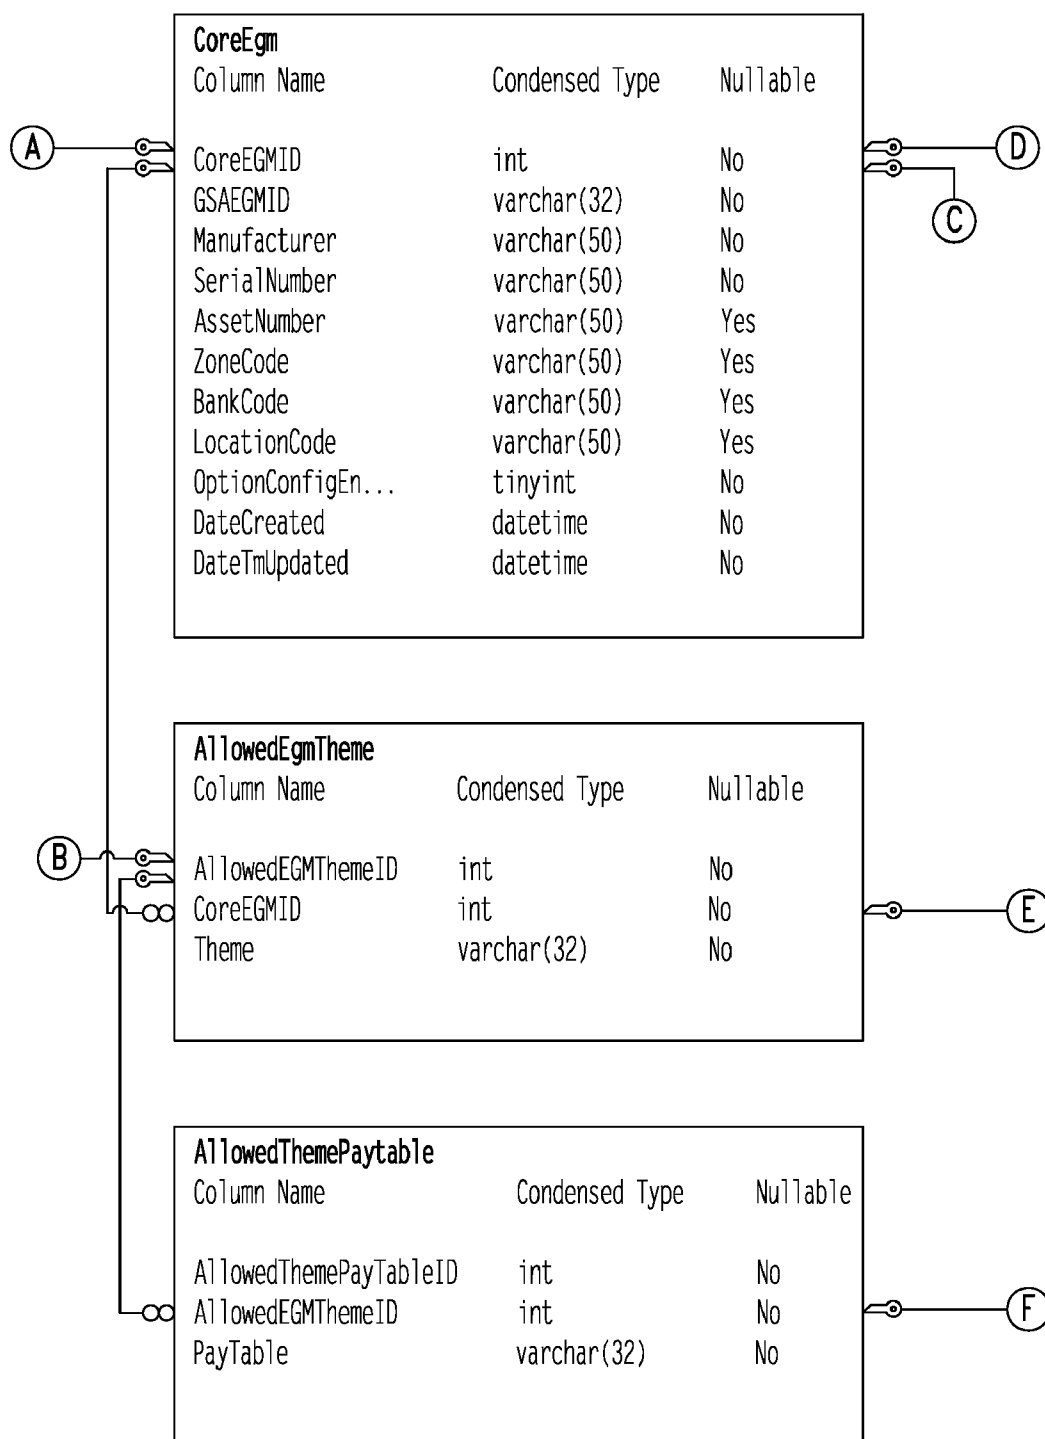 CoreEgm
Column Name Condensed Type Nullable
A D
CoreEGMID int No
GSAEGMID varchar(32) No
C
Manufacturer varchar(50) No
SerialNumber varchar(50) No
AssetNumber varchar(50) Yes
ZoneCode varchar(50) Yes
BankCode varchar(50) Yes
LocationCode varchar(50) Yes
OptionConfigEn... tinyint No
DateCreated datetime No
DateTmUpdated datetime No
AllowedEgmTheme
Column Name Condensed Type Nullable
B
AllowedEGMThemeID int No
CoreEGMID int No E
Theme varchar(32) No
AllowedThemePaytable
Column Name Condensed Type Nullable
AllowedThemePayTableID int No
AllowedEGMThemeID int No F
PayTable varchar(32) No